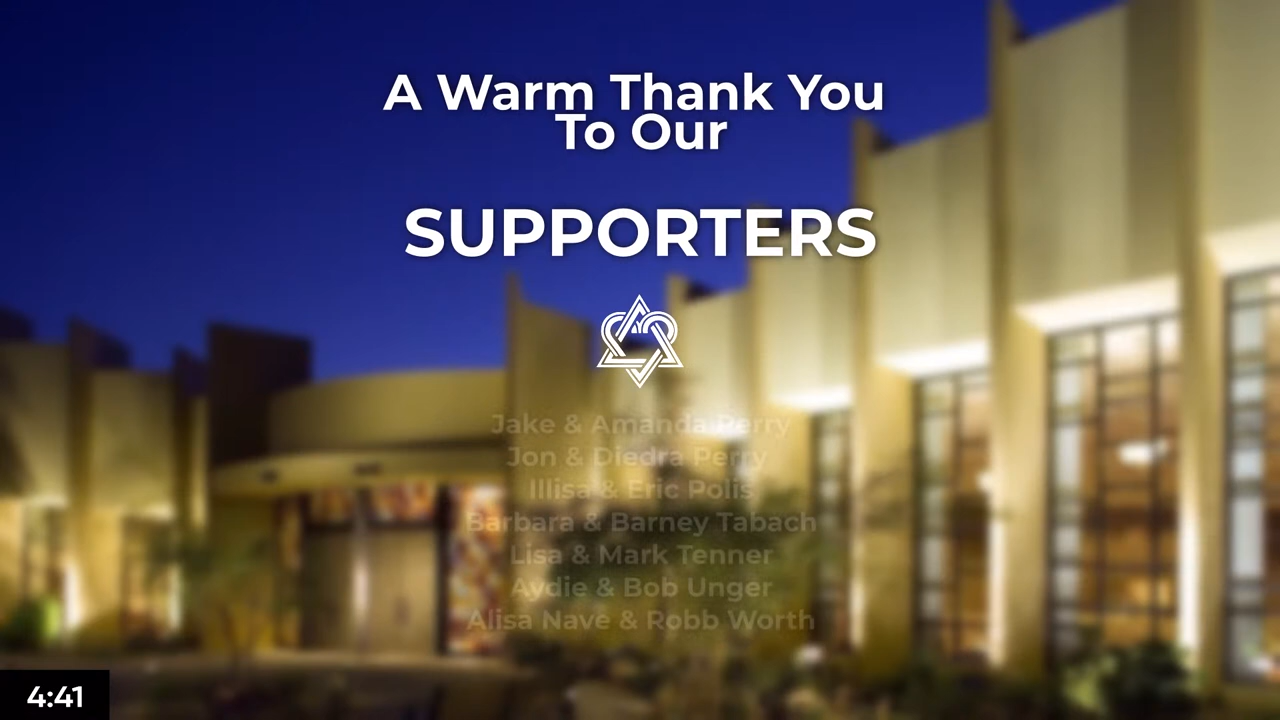 A Warm Thank You
To Our
SUPPORTERS
Jake & Amanda Perry
Jon & Diedra Perry
Illisa & Eric Polis
Barbara & Barney Tabach
Lisa & Mark Tenner
Aydie & Bob Unger
Alisa Nave & Robb Worth
4:41